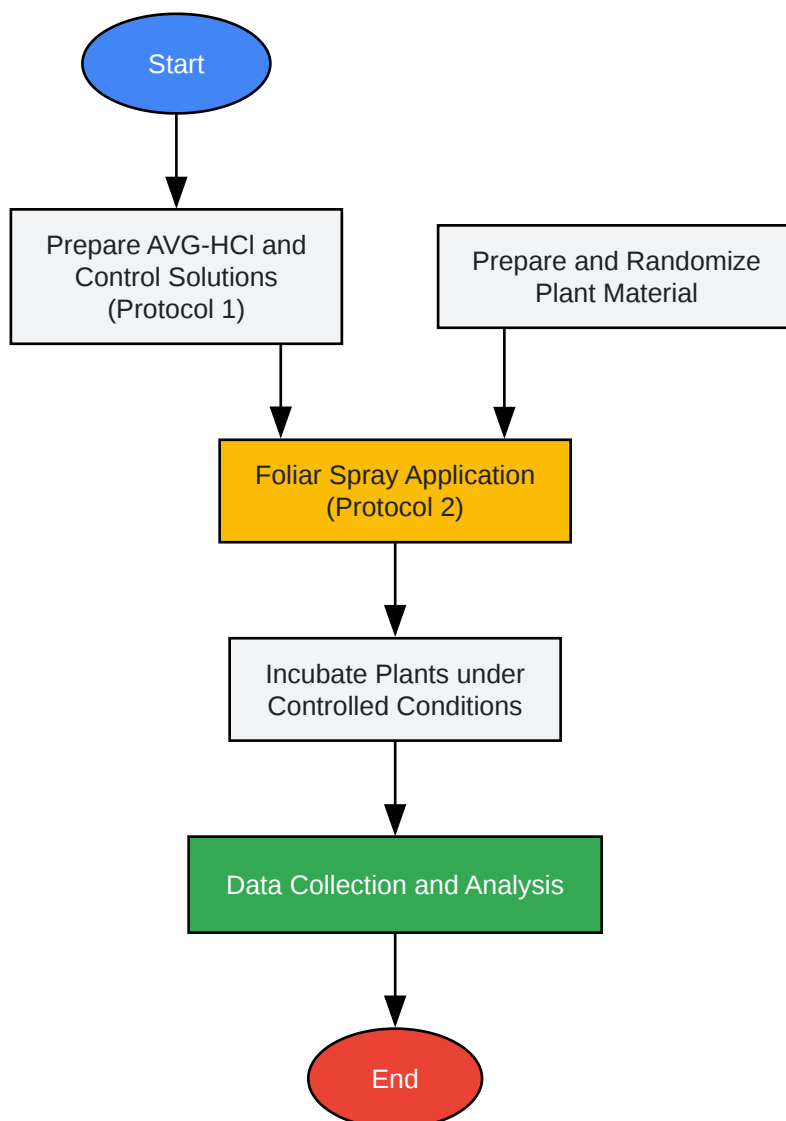 Start
Prepare AVG-HCl and
Control Solutions
(Protocol 1)
Prepare and Randomize
Plant Material
Foliar Spray Application
(Protocol 2)
Incubate Plants under
Controlled Conditions
Data Collection and Analysis
End